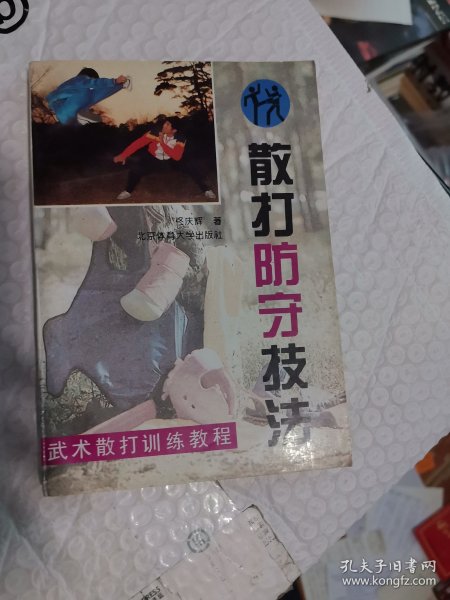 散打防守技法
佟庆辉 著
北京体育大学出版社
武术散打训练教程
孔夫子旧书网
www.kongfz.com